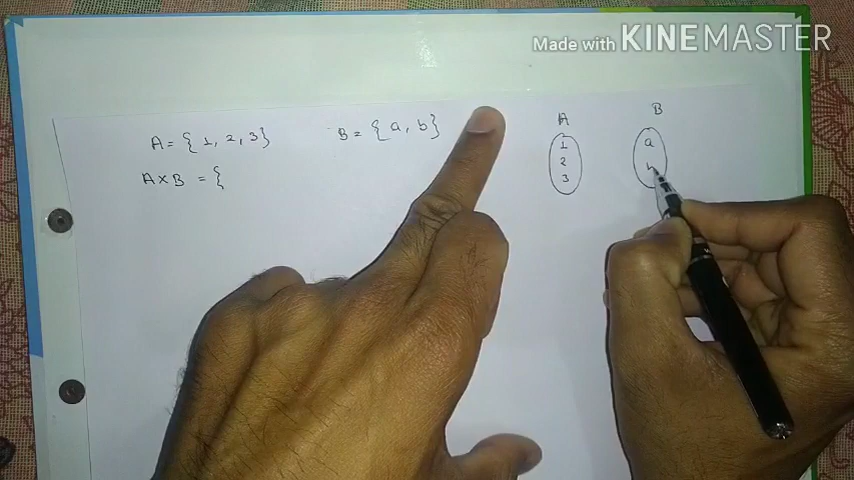 Made with KINEMASTER
A = {1, 2, 3} B = {a, b}
A B
A × B = {
1
2
3
a
b